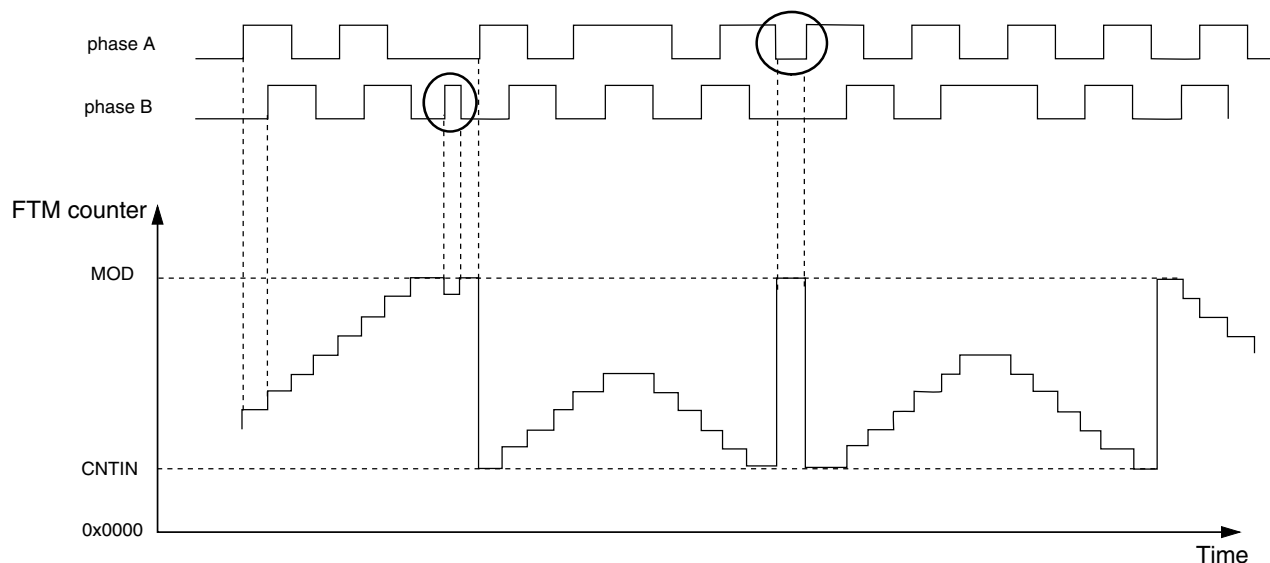 phase A
phase B
FTM counter
MOD
CNTIN
0x0000
Time